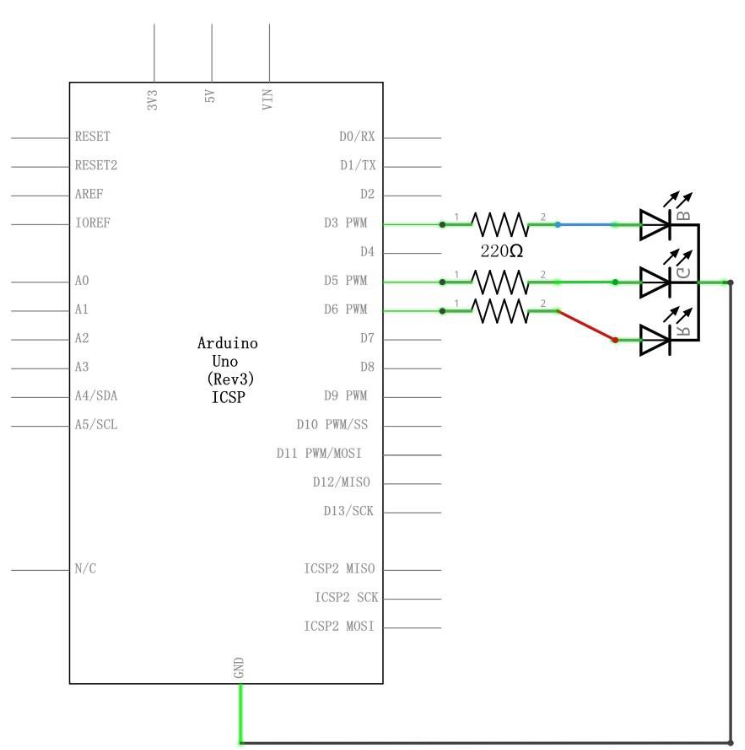 3V3
5V
VIN
RESET
D0/RX
RESET2
D1/TX
AREF
D2
IOREF
D3 PWM
1
2
B
220Ω
D4
A0
D5 PWM
1
2
G
A1
D6 PWM
1
2
R
A2
D7
A3
D8
Arduino
Uno
(Rev3)
ICSP
A4/SDA
D9 PWM
A5/SCL
D10 PWM/SS
D11 PWM/MOSI
D12/MISO
D13/SCK
N/C
ICSP2 MISO
ICSP2 SCK
ICSP2 MOSI
GND